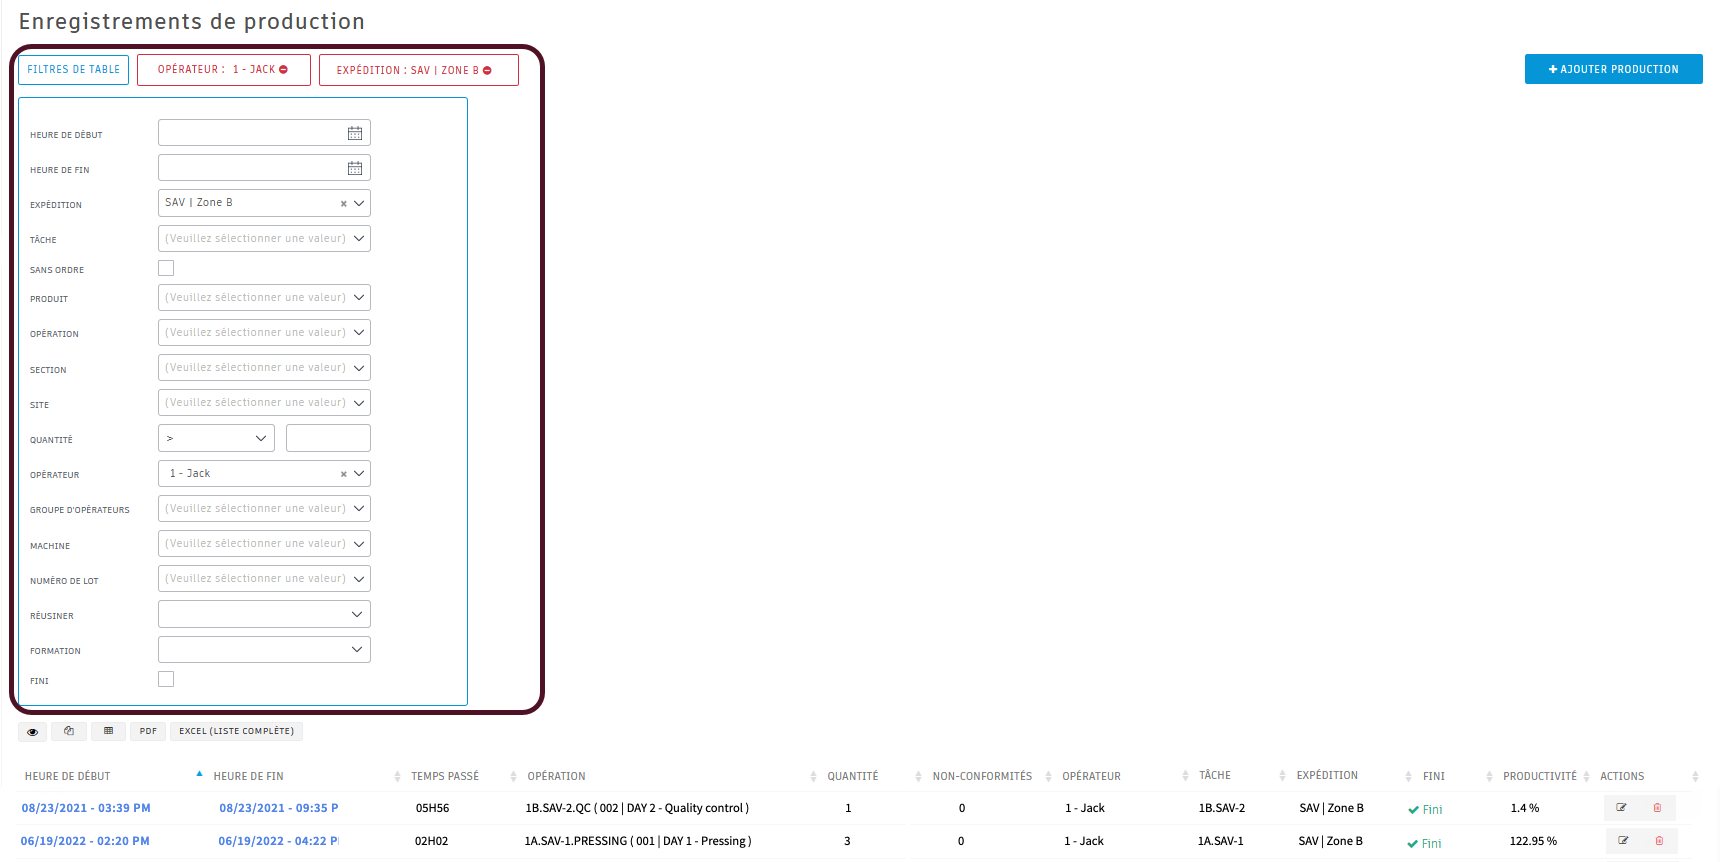 Enregistrements de production
FILTRES DE TABLE
OPÉRATEUR : 1 - JACK
EXPÉDITION : SAV | ZONE B
AJOUTER PRODUCTION
HEURE DE DÉBUT
HEURE DE FIN
EXPÉDITION SAV | Zone B ×
TÂCHE (Veuillez sélectionner une valeur)
SANS ORDRE
PRODUIT (Veuillez sélectionner une valeur)
OPÉRATION (Veuillez sélectionner une valeur)
SECTION (Veuillez sélectionner une valeur)
SITE (Veuillez sélectionner une valeur)
QUANTITÉ >
OPÉRATEUR 1 - Jack ×
GROUPE D'OPÉRATEURS (Veuillez sélectionner une valeur)
MACHINE (Veuillez sélectionner une valeur)
NUMÉRO DE LOT (Veuillez sélectionner une valeur)
RÉUSINER
FORMATION
FINI
PDF EXCEL (LISTE COMPLÈTE)
HEURE DE DÉBUT HEURE DE FIN TEMPS PASSÉ OPÉRATION QUANTITÉ NON-CONFORMITÉS OPÉRATEUR TÂCHE EXPÉDITION FINI PRODUCTIVITÉ ACTIONS
08/23/2021 - 03:39 PM 08/23/2021 - 09:35 P 05H56 1B.SAV-2.QC ( 002 | DAY 2 - Quality control ) 1 0 1 - Jack 1B.SAV-2 SAV | Zone B Fini 1.4 %
06/19/2022 - 02:20 PM 06/19/2022 - 04:22 P 02H02 1A.SAV-1.PRESSING ( 001 | DAY 1 - Pressing ) 3 0 1 - Jack 1A.SAV-1 SAV | Zone B Fini 122.95 %